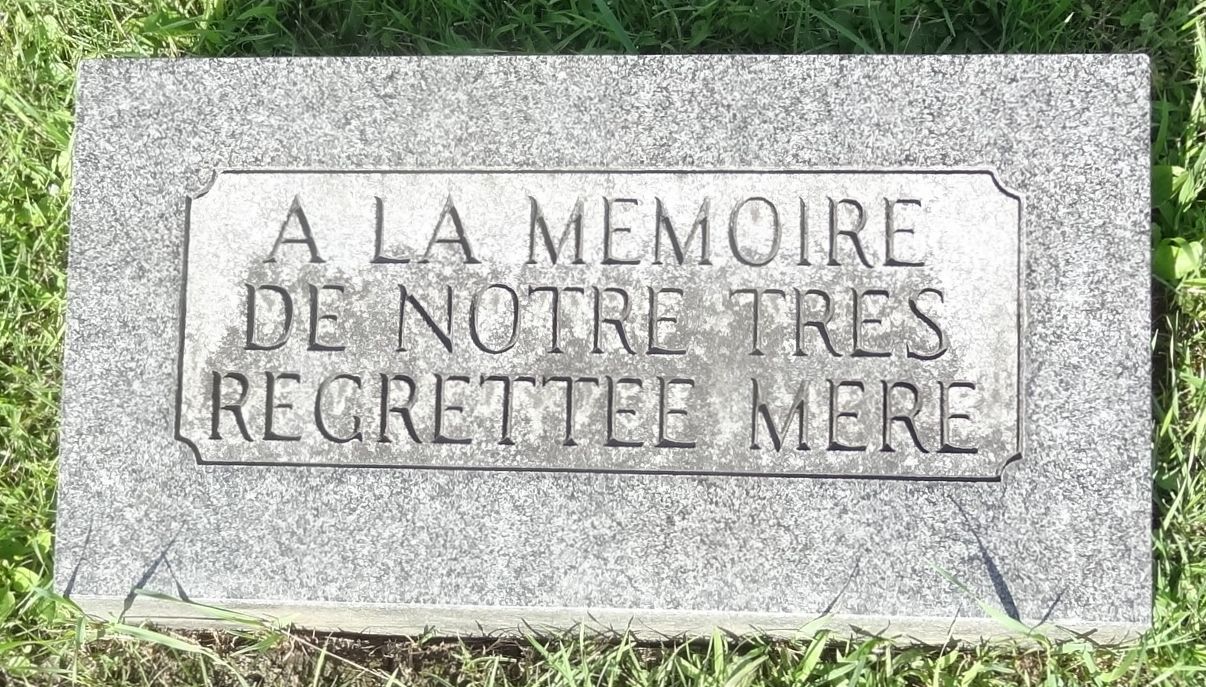 A LA MEMOIRE
DE NOTRE TRES
REGRETTEE MERE